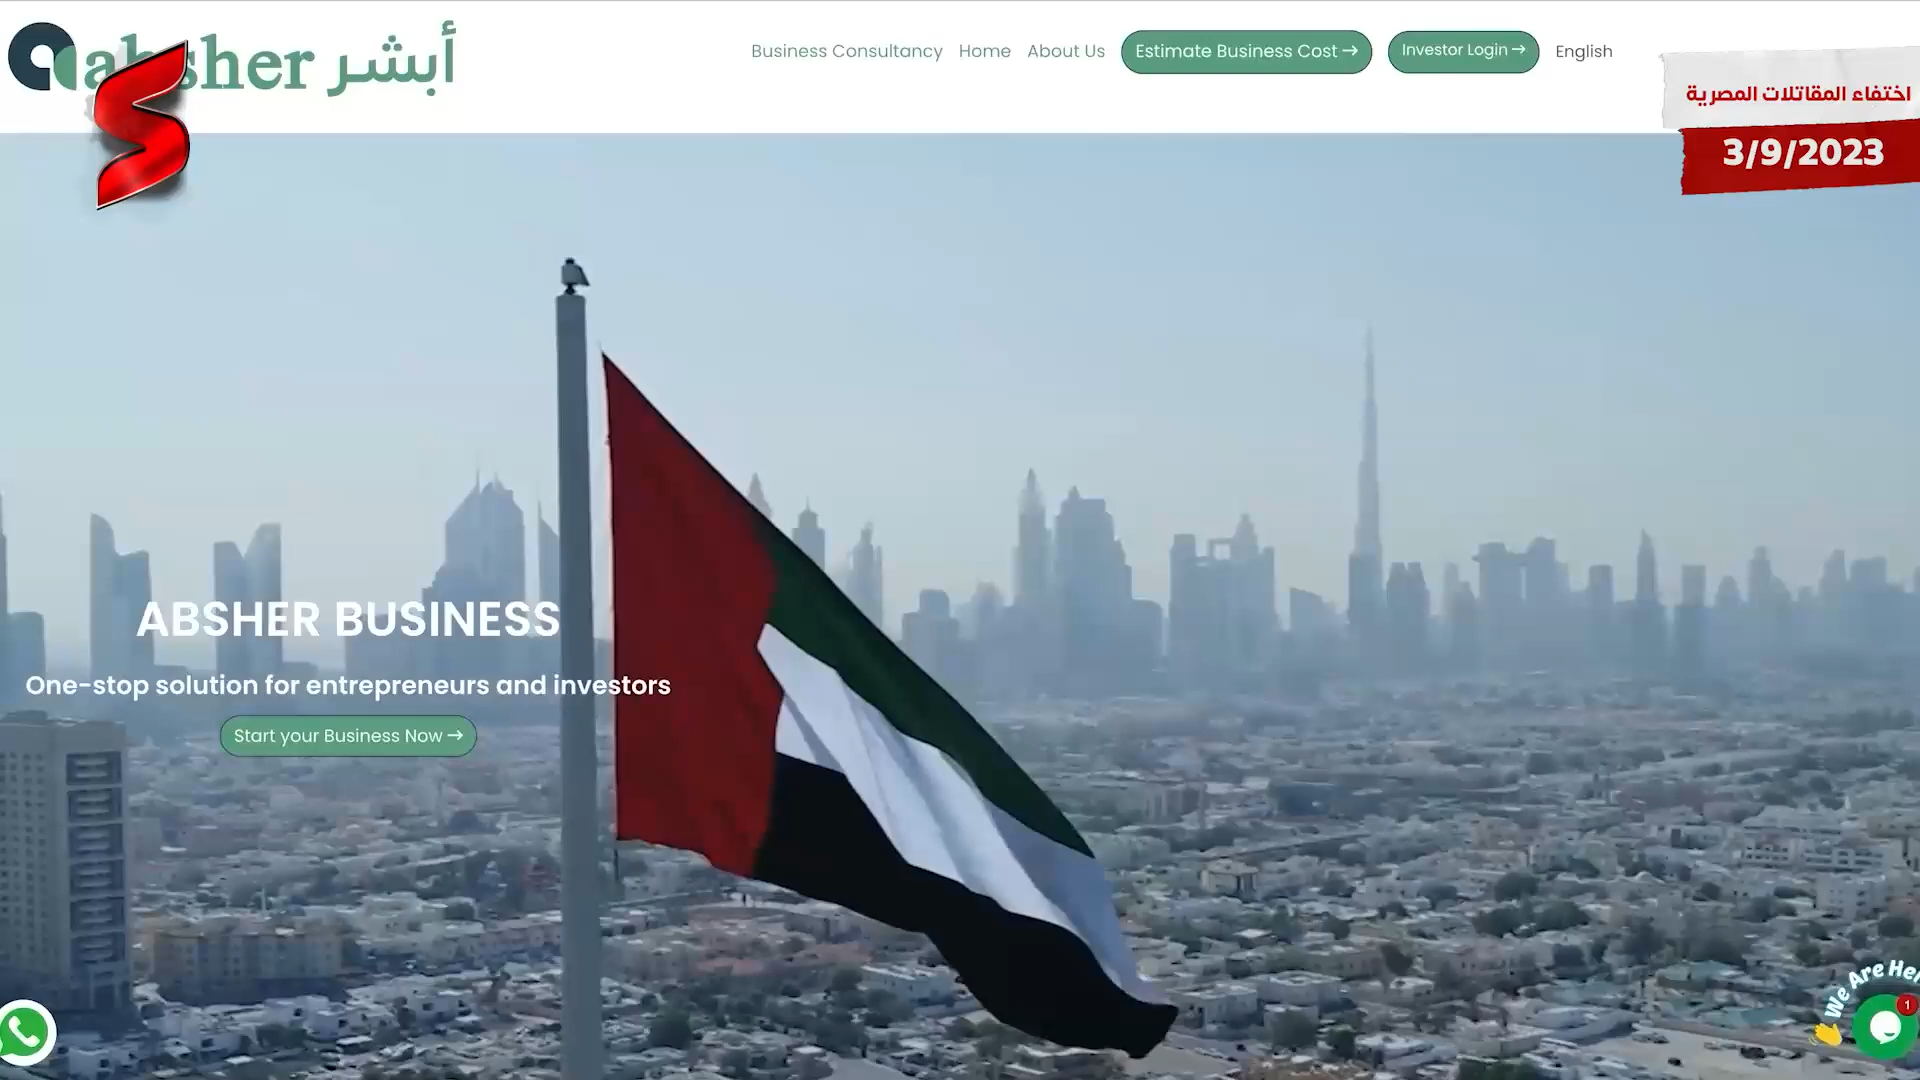 absher أبشر
Business Consultancy
Home
About Us
Estimate Business Cost →
Investor Login →
English
اختفاء المقاتلات المصرية
3/9/2023
ABSHER BUSINESS
One-stop solution for entrepreneurs and investors
Start your Business Now →
We Are Her
1